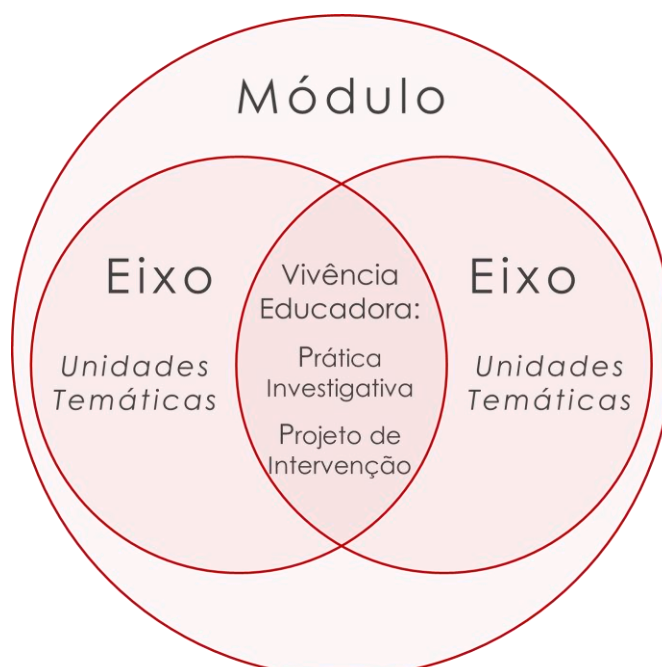 Módulo
Eixo
Unidades
Temáticas
Vivência
Educadora:
Prática
Investigativa
Projeto de
Intervenção
Eixo
Unidades
Temáticas